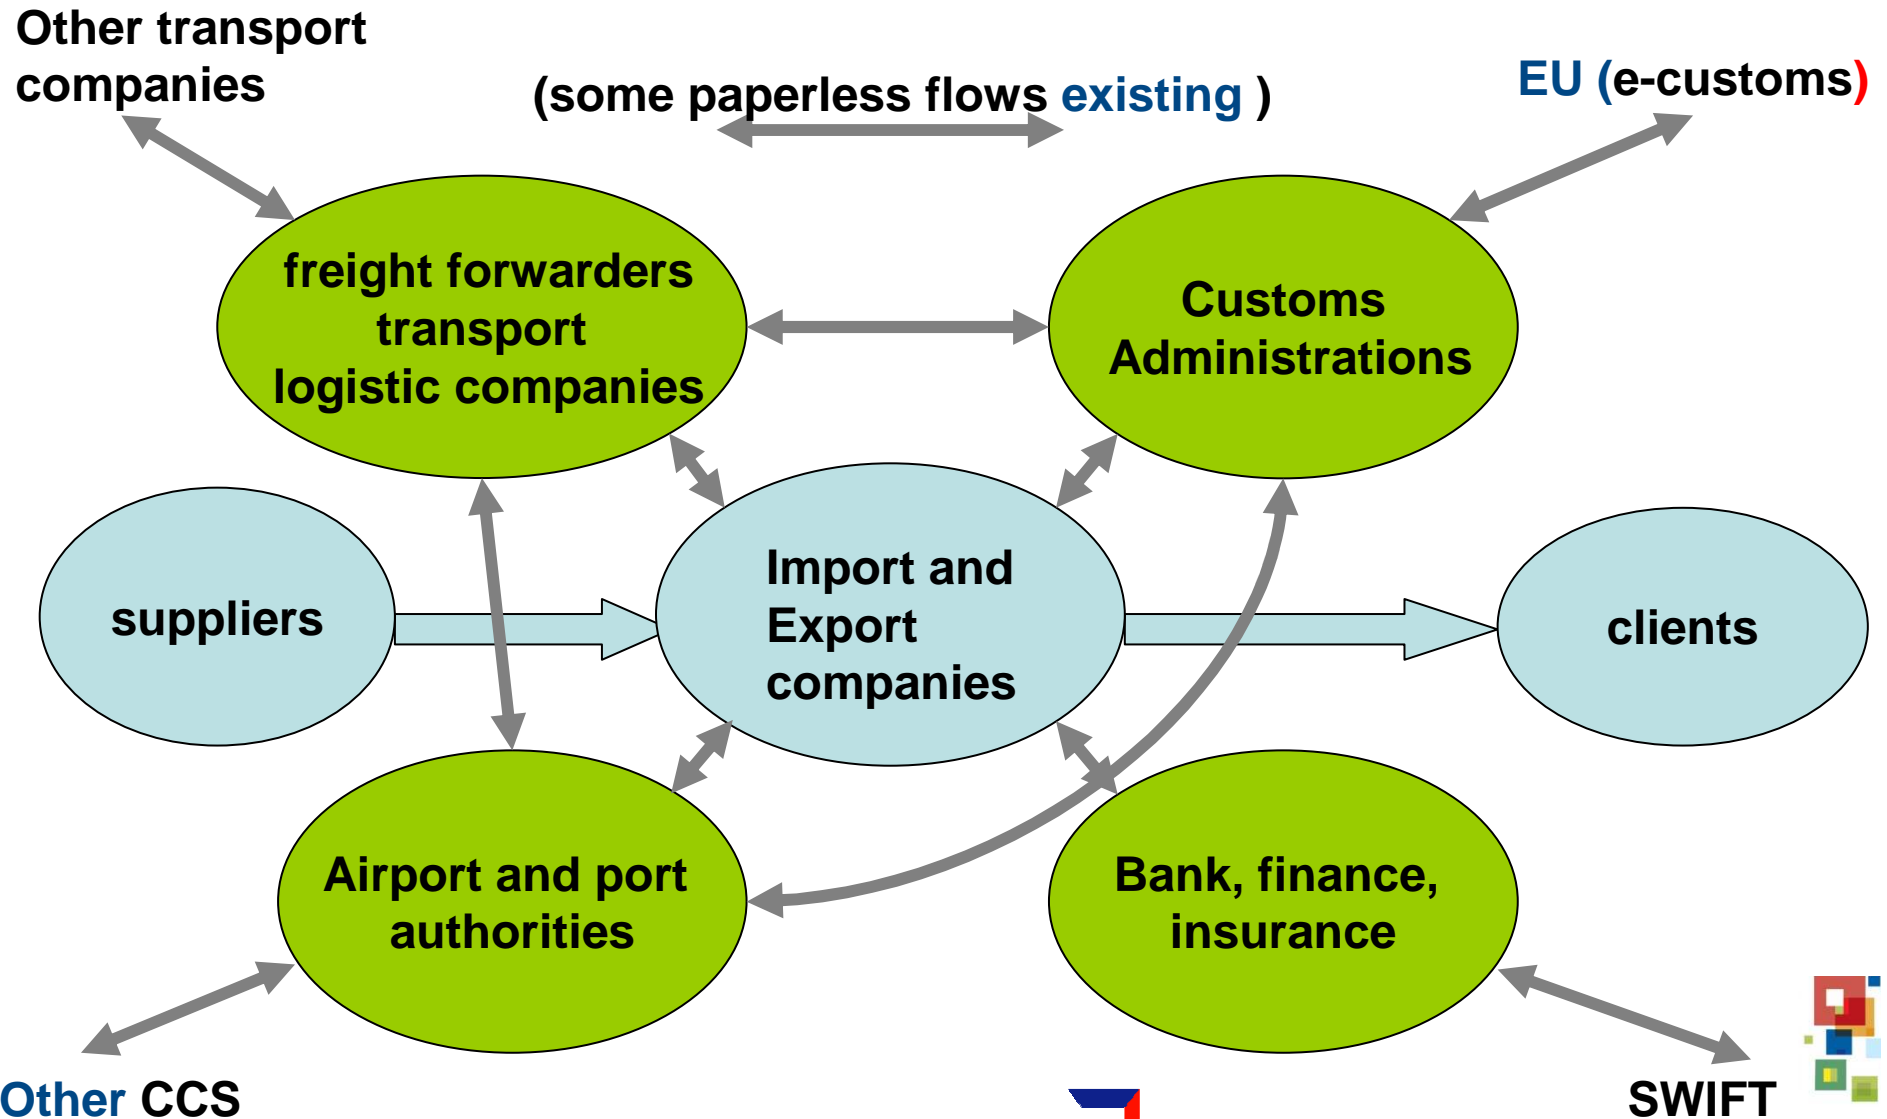 Other transport
companies
(some paperless flows existing )
EU (e-customs)
freight forwarders
transport
logistic companies
Customs
Administrations
suppliers
Import and
Export
companies
clients
Airport and port
authorities
Bank, finance,
insurance
Other CCS
SWIFT